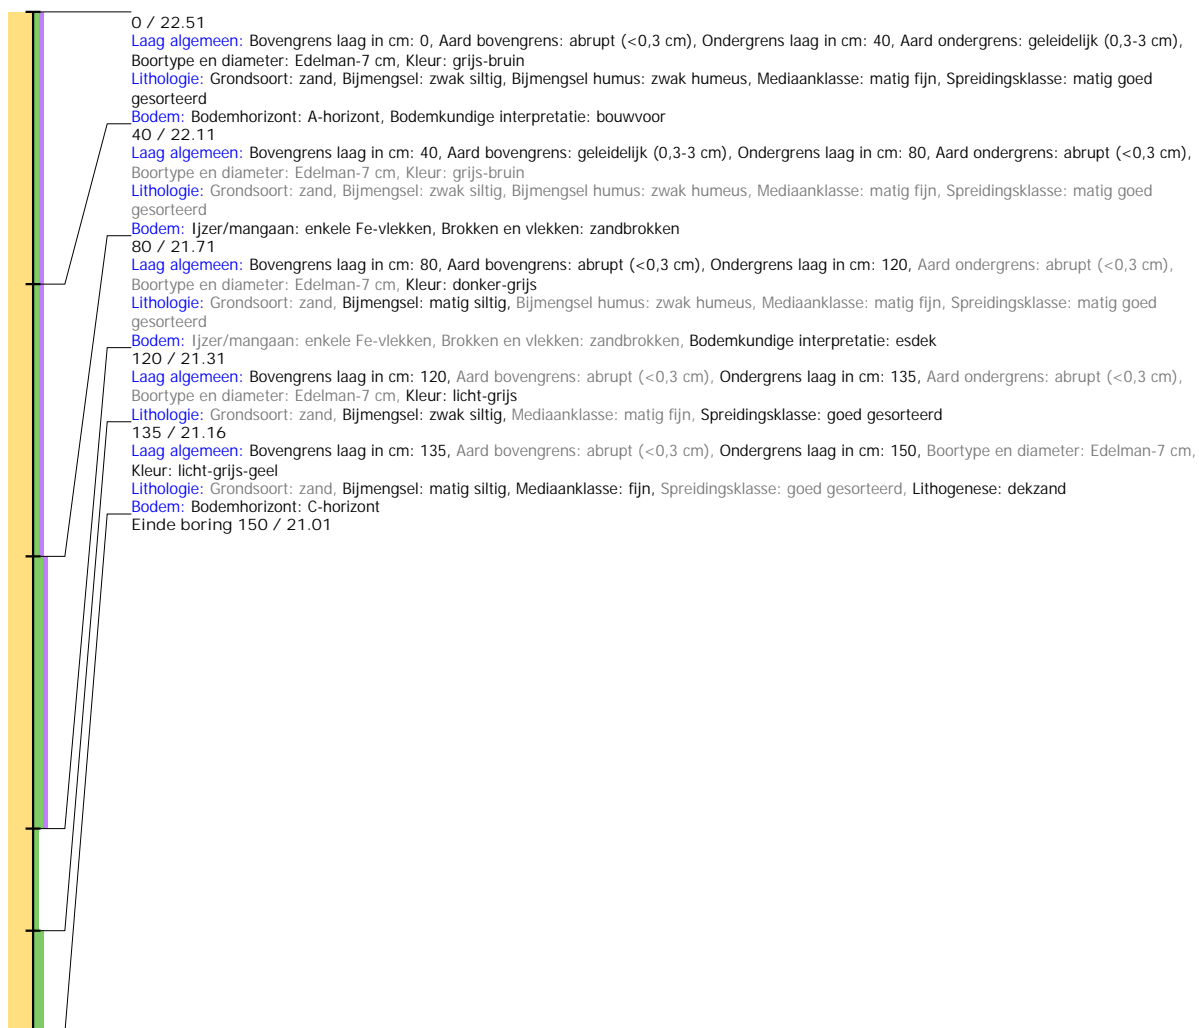 0 / 22.51
Laag algemeen: Bovengrens laag in cm: 0, Aard bovengrens: abrupt (<0,3 cm), Ondergrens laag in cm: 40, Aard ondergrens: geleidelijk (0,3-3 cm),
Boortype en diameter: Edelman-7 cm, Kleur: grijs-bruin
Lithologie: Grondsoort: zand, Bijmengsel: zwak siltig, Bijmengsel humus: zwak humeus, Mediaanklasse: matig fijn, Spreidingsklasse: matig goed
gesorteerd
Bodem: Bodemhorizont: A-horizont, Bodemkundige interpretatie: bouwvoor
40 / 22.11
Laag algemeen: Bovengrens laag in cm: 40, Aard bovengrens: geleidelijk (0,3-3 cm), Ondergrens laag in cm: 80, Aard ondergrens: abrupt (<0,3 cm),
Boortype en diameter: Edelman-7 cm, Kleur: grijs-bruin
Lithologie: Grondsoort: zand, Bijmengsel: zwak siltig, Bijmengsel humus: zwak humeus, Mediaanklasse: matig fijn, Spreidingsklasse: matig goed
gesorteerd
Bodem: Ijzer/mangaan: enkele Fe-vlekken, Brokken en vlekken: zandbrokken
80 / 21.71
Laag algemeen: Bovengrens laag in cm: 80, Aard bovengrens: abrupt (<0,3 cm), Ondergrens laag in cm: 120, Aard ondergrens: abrupt (<0,3 cm),
Boortype en diameter: Edelman-7 cm, Kleur: donker-grijs
Lithologie: Grondsoort: zand, Bijmengsel: matig siltig, Bijmengsel humus: zwak humeus, Mediaanklasse: matig fijn, Spreidingsklasse: matig goed
gesorteerd
Bodem: Ijzer/mangaan: enkele Fe-vlekken, Brokken en vlekken: zandbrokken, Bodemkundige interpretatie: esdek
120 / 21.31
Laag algemeen: Bovengrens laag in cm: 120, Aard bovengrens: abrupt (<0,3 cm), Ondergrens laag in cm: 135, Aard ondergrens: abrupt (<0,3 cm),
Boortype en diameter: Edelman-7 cm, Kleur: licht-grijs
Lithologie: Grondsoort: zand, Bijmengsel: zwak siltig, Mediaanklasse: matig fijn, Spreidingsklasse: goed gesorteerd
135 / 21.16
Laag algemeen: Bovengrens laag in cm: 135, Aard bovengrens: abrupt (<0,3 cm), Ondergrens laag in cm: 150, Boortype en diameter: Edelman-7 cm,
Kleur: licht-grijs-geel
Lithologie: Grondsoort: zand, Bijmengsel: matig siltig, Mediaanklasse: fijn, Spreidingsklasse: goed gesorteerd, Lithogenese: dekzand
Bodem: Bodemhorizont: C-horizont
Einde boring 150 / 21.01